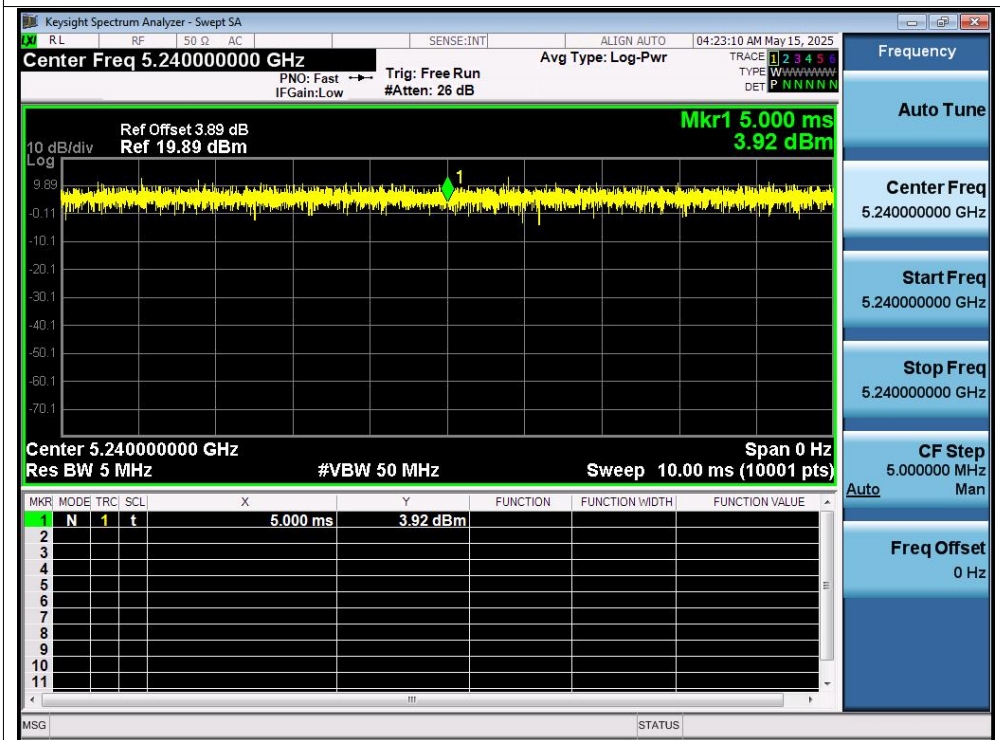 Keysight Spectrum Analyzer - Swept SA
LXI RL RF 50 Ω AC SENSE:INT ALIGN AUTO 04:23:10 AM May 15, 2025
Center Freq 5.240000000 GHz
PNO: Fast
IFGain:Low
Trig: Free Run
#Atten: 26 dB
Avg Type: Log-Pwr
TRACE 1 2 3 4 5 6
TYPE WWWWWW
DET P N N N N N
Mkr1 5.000 ms
3.92 dBm
Ref Offset 3.89 dB
10 dB/div Ref 19.89 dBm
Log
1
9.89
-0.11
-10.1
-20.1
-30.1
-40.1
-50.1
-60.1
-70.1
Center 5.240000000 GHz Span 0 Hz
Res BW 5 MHz #VBW 50 MHz Sweep 10.00 ms (10001 pts)
MKR MODE TRC SCL X Y FUNCTION FUNCTION WIDTH FUNCTION VALUE
1 N 1 t 5.000 ms 3.92 dBm
2
3
4
5
6
7
8
9
10
11
MSG STATUS
Frequency
Auto Tune
Center Freq
5.240000000 GHz
Start Freq
5.240000000 GHz
Stop Freq
5.240000000 GHz
CF Step
5.000000 MHz
Auto Man
Freq Offset
0 Hz